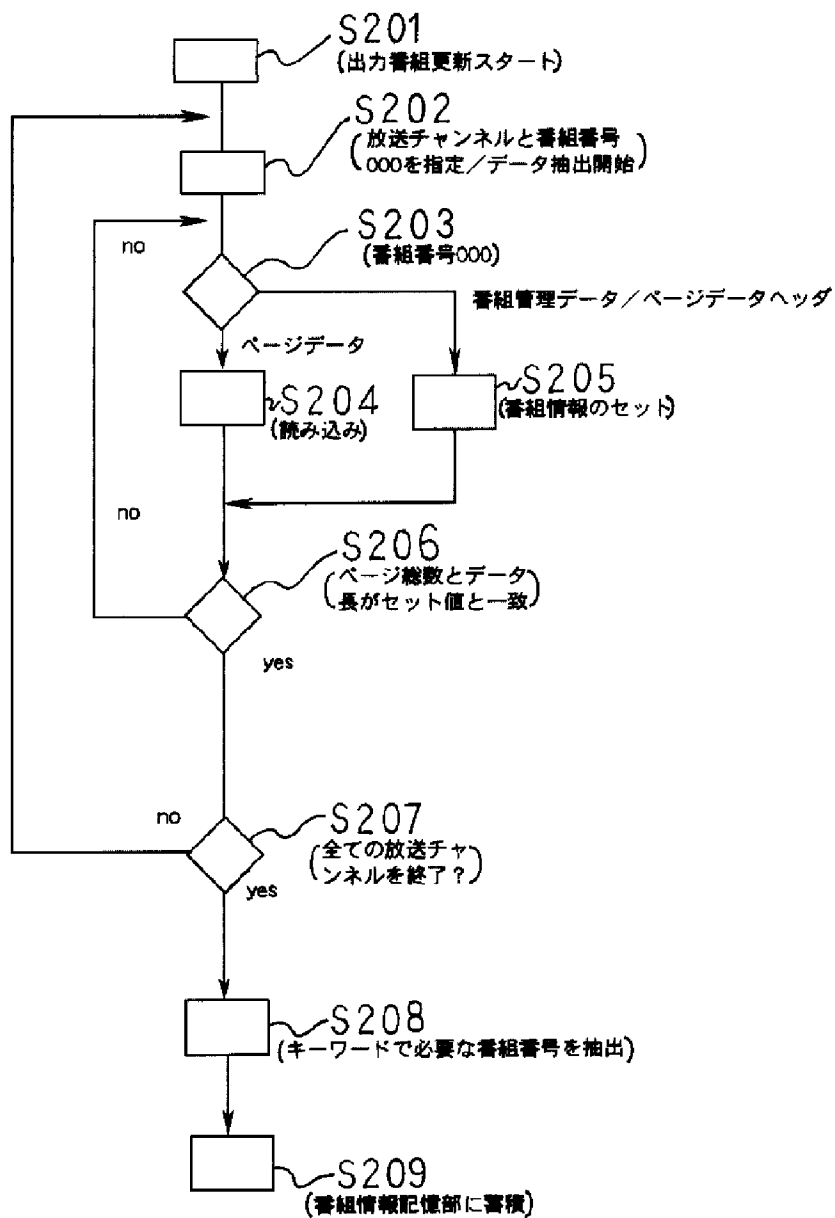 S201
(出力番組更新スタート)
S202
放送チャンネルと番組番号
000を指定/データ抽出開始
no
S203
(番組番号000)
番組管理データ/ページデータヘッダ
ページデータ
S204
(読み込み)
S205
(番組情報のセット)
no
S206
ページ総数とデータ
長がセット値と一致
yes
no
S207
全ての放送チャ
ンネルを終了?
yes
S208
(キーワードで必要な番組番号を抽出)
S209
(番組情報記憶部に蓄積)